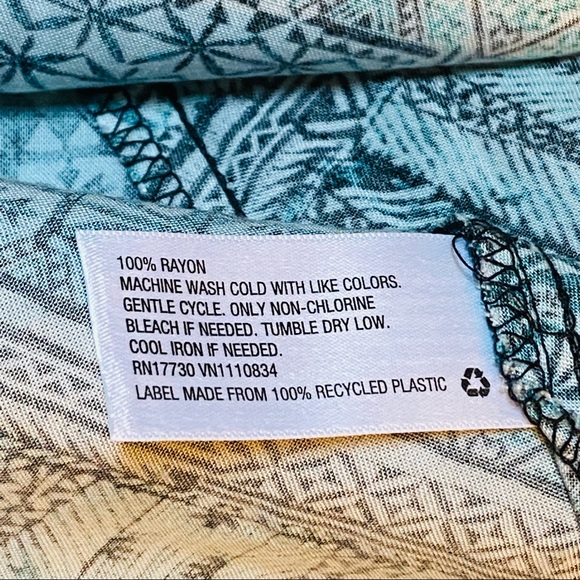 100% RAYON
MACHINE WASH COLD WITH LIKE COLORS.
GENTLE CYCLE. ONLY NON-CHLORINE
BLEACH IF NEEDED. TUMBLE DRY LOW.
COOL IRON IF NEEDED.
RN17730 VN1110834
LABEL MADE FROM 100% RECYCLED PLASTIC